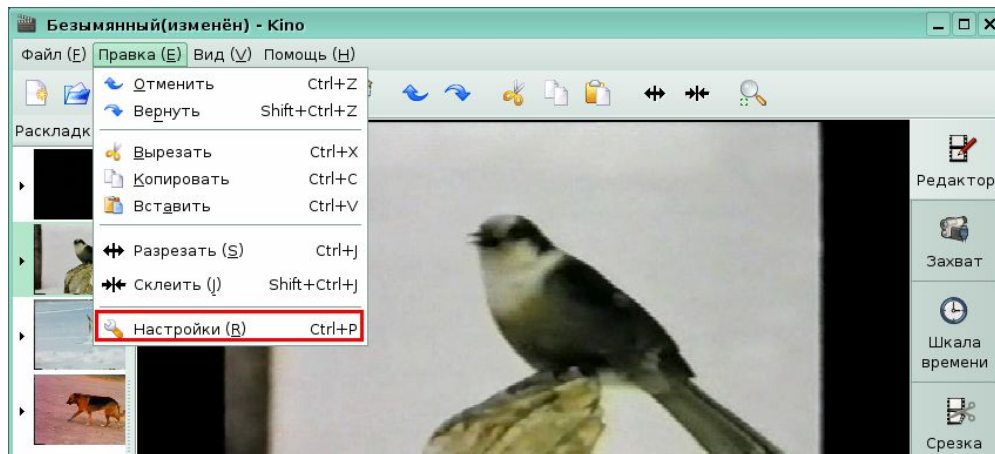 Безымянный(изменён) - Kino
Файл (F) Правка (E) Вид (V) Помощь (H)
Отменить Ctrl+Z
Вернуть Shift+Ctrl+Z
Вырезать Ctrl+X
Копировать Ctrl+C
Вставить Ctrl+V
Разрезать (S) Ctrl+J
Склеить (J) Shift+Ctrl+J
Настройки (R) Ctrl+P
Раскладк
Редактор
Захват
Шкала
времени
Срезка